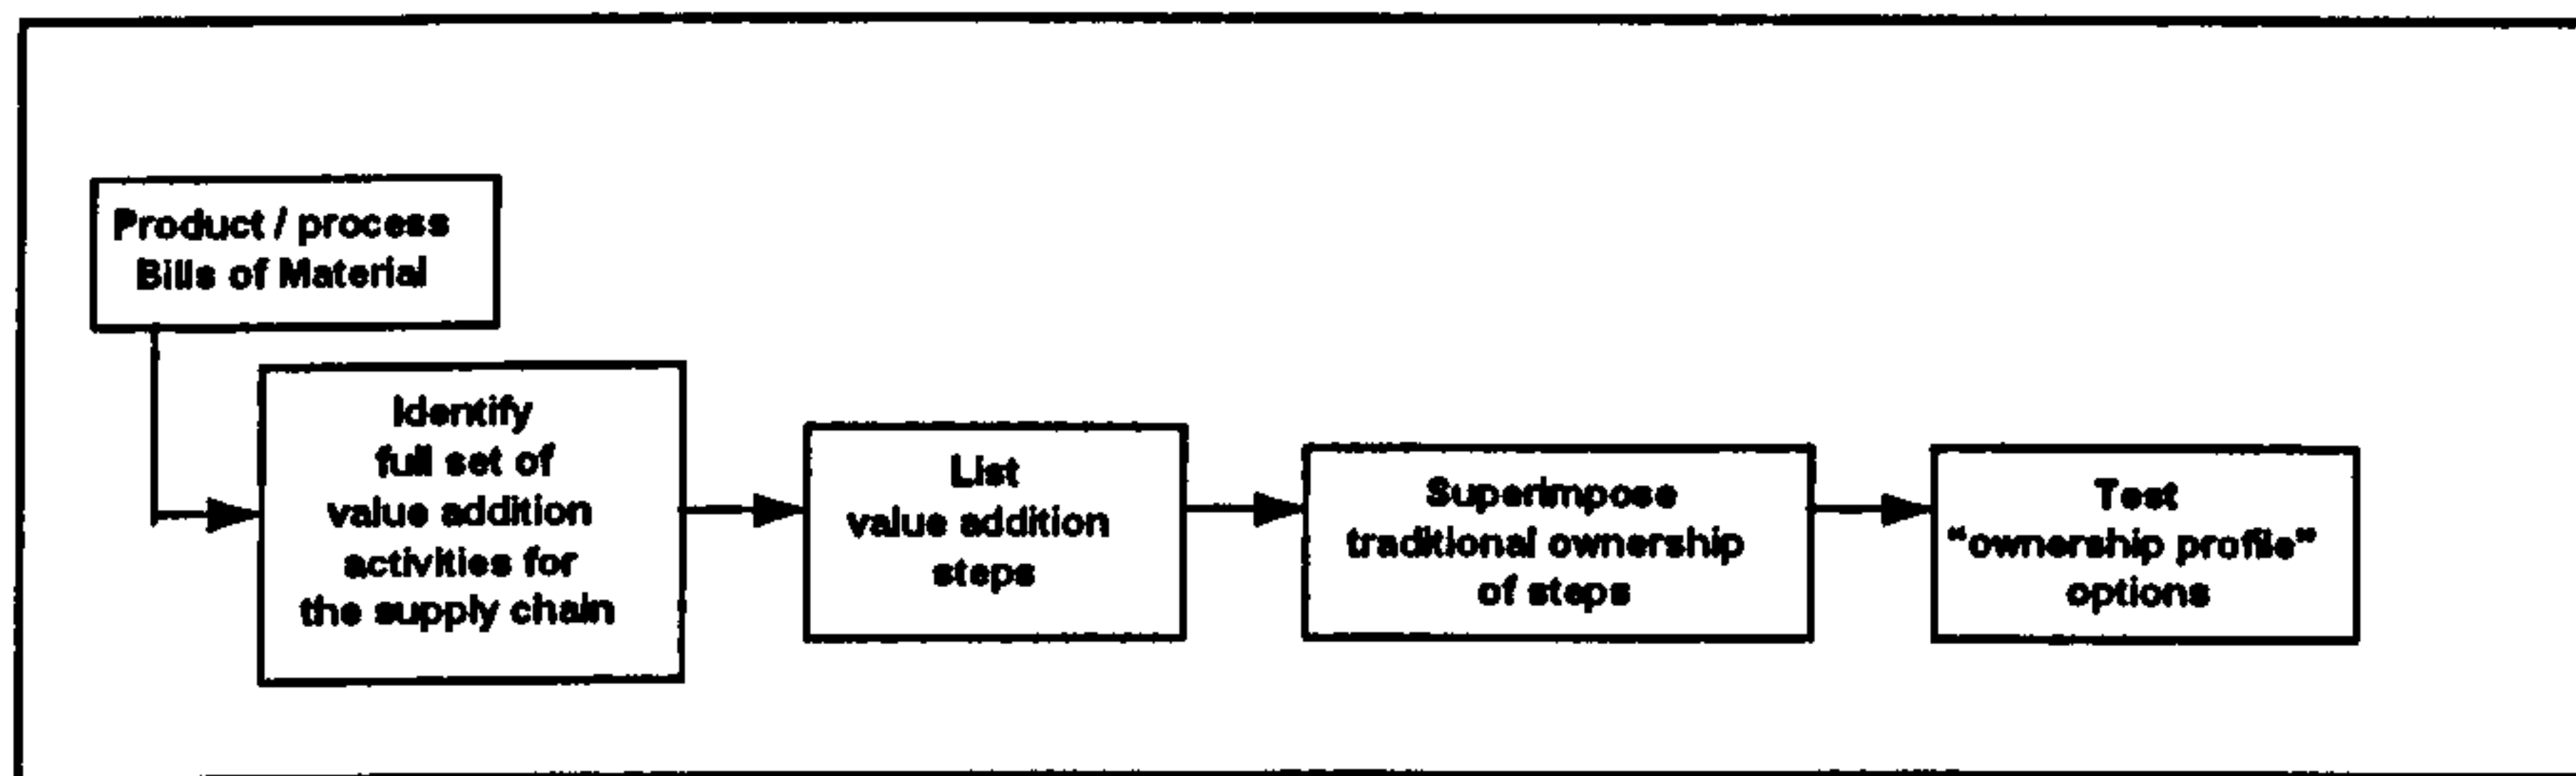 Product / process
Bills of Material
Identify
full set of
value addition
activities for
the supply chain
List
value addition
steps
Superimpose
traditional ownership
of steps
Test
“ownership profile”
options